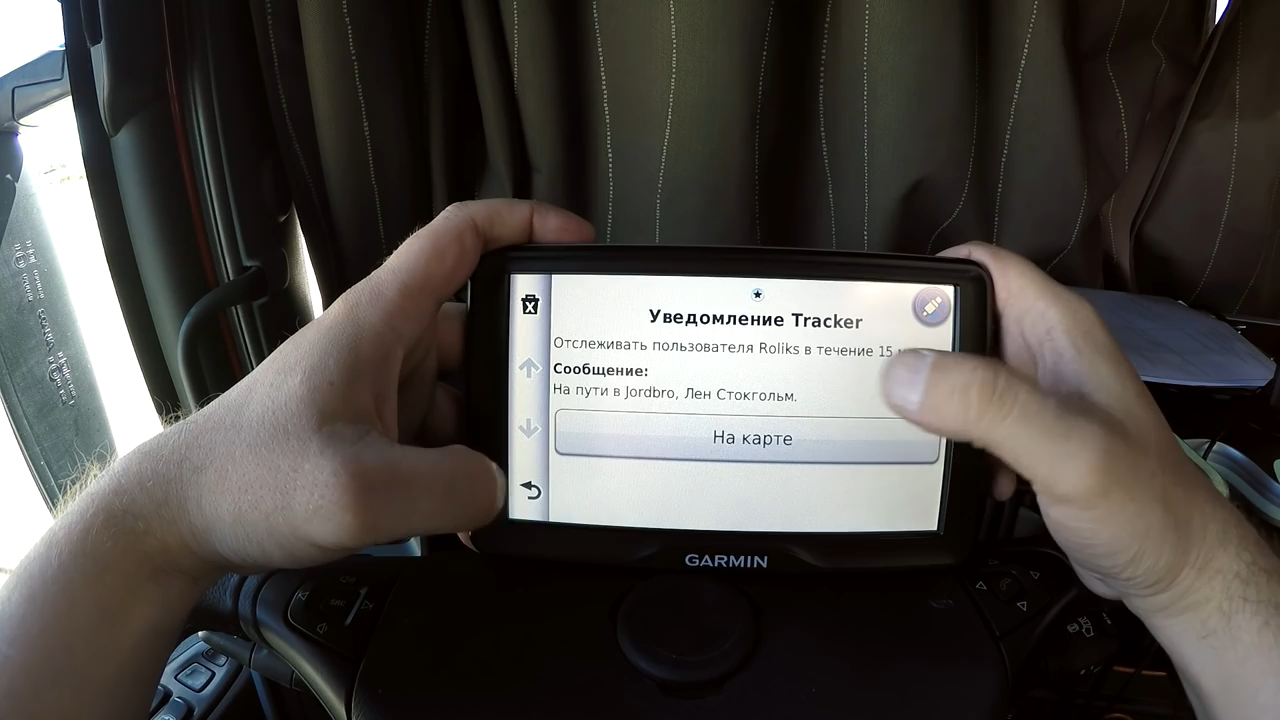 Уведомление Tracker
Отслеживать пользователя Roliks в течение 15
Сообщение:
На пути в Jordbro, Лен Стокгольм.
На карте
GARMIN